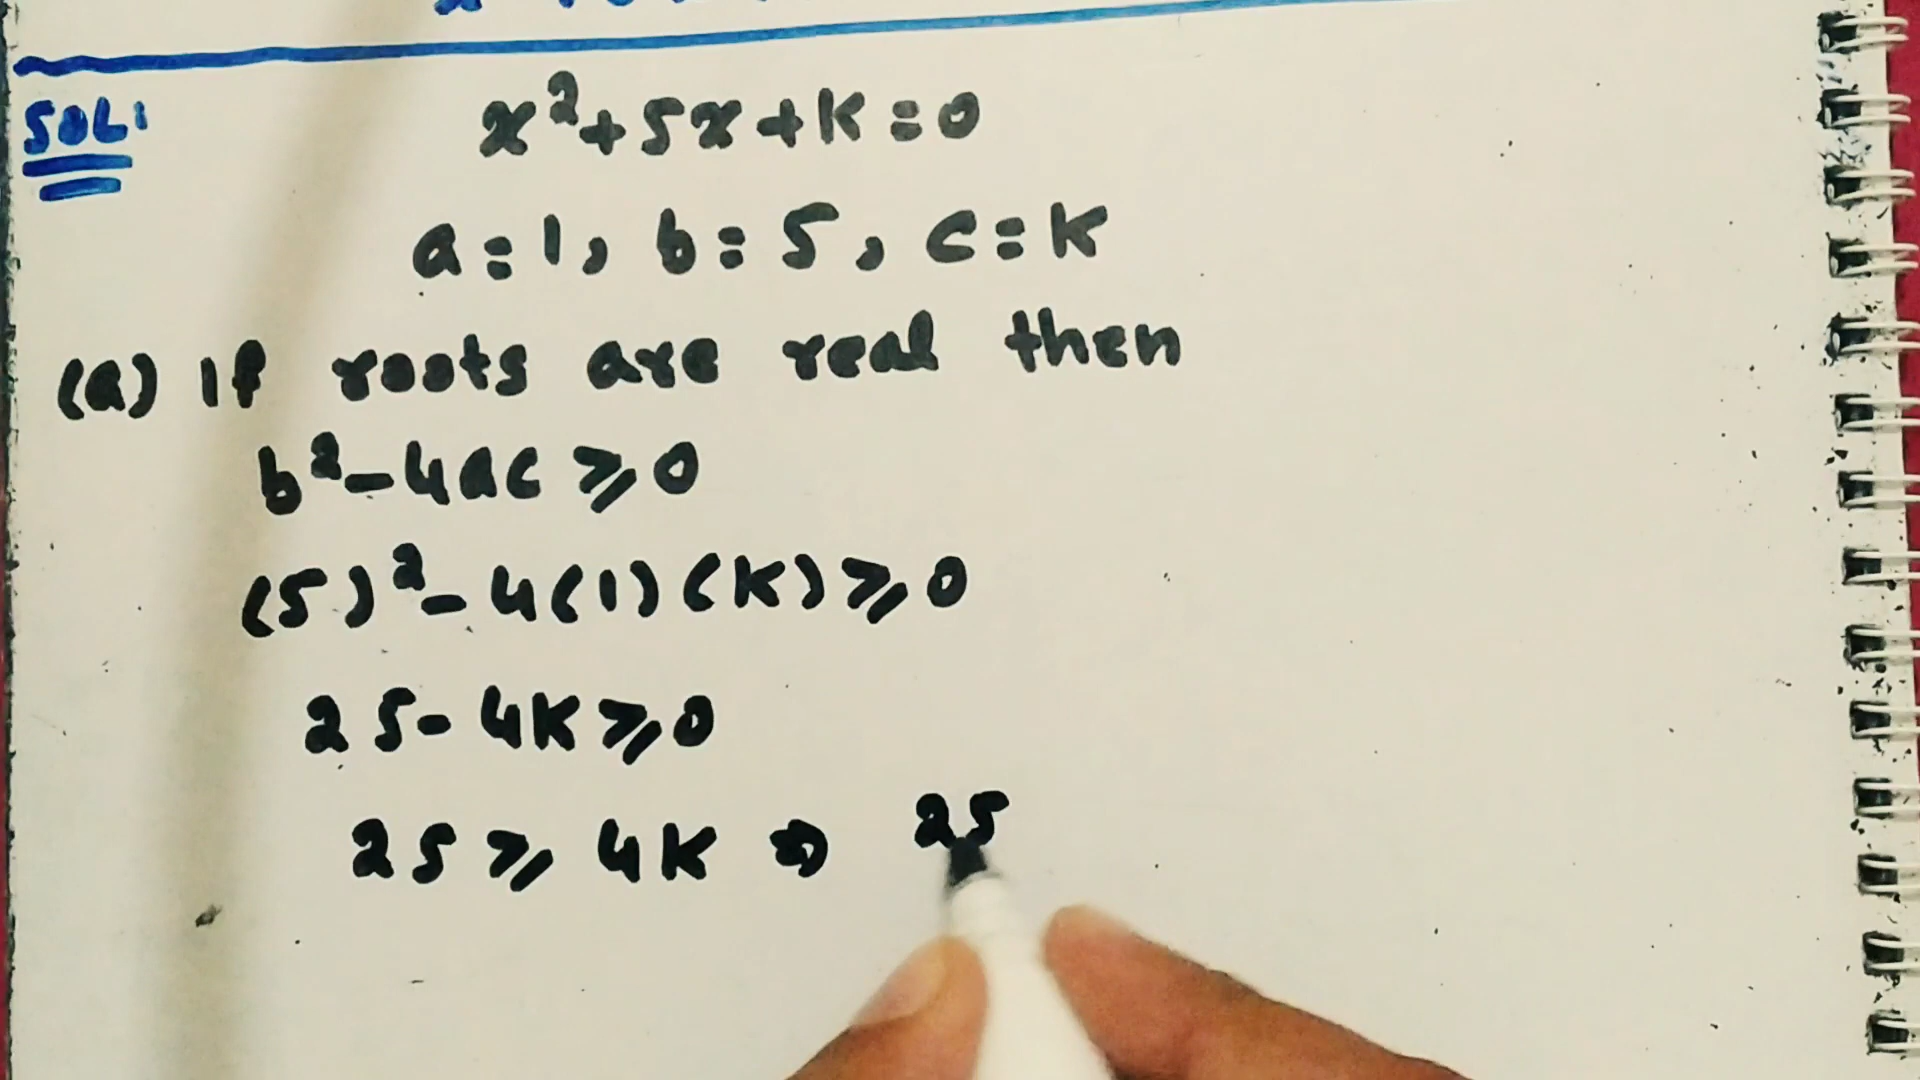 SOL:
x²+5x+K=0
a=1, b=5, c=K
(a) If roots are real then
b²-4ac ⩾ 0
(5)²-4(1)(K) ⩾ 0
25-4K ⩾ 0
25 ⩾ 4K ⇒ 25